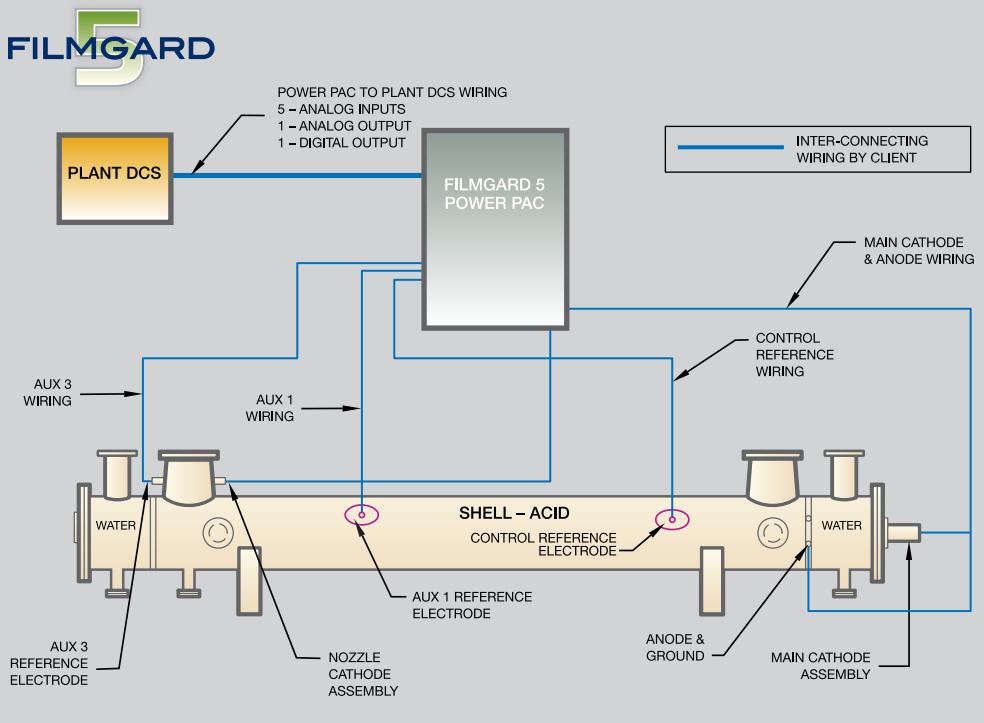 5
FILMGARD
POWER PAC TO PLANT DCS WIRING
5 – ANALOG INPUTS
1 – ANALOG OUTPUT
1 – DIGITAL OUTPUT
PLANT DCS
FILMGARD 5
POWER PAC
INTER-CONNECTING
WIRING BY CLIENT
MAIN CATHODE
& ANODE WIRING
CONTROL
REFERENCE
WIRING
AUX 3
WIRING
AUX 1
WIRING
WATER
SHELL – ACID
CONTROL REFERENCE
ELECTRODE
WATER
AUX 1 REFERENCE
ELECTRODE
AUX 3
REFERENCE
ELECTRODE
NOZZLE
CATHODE
ASSEMBLY
ANODE &
GROUND
MAIN CATHODE
ASSEMBLY